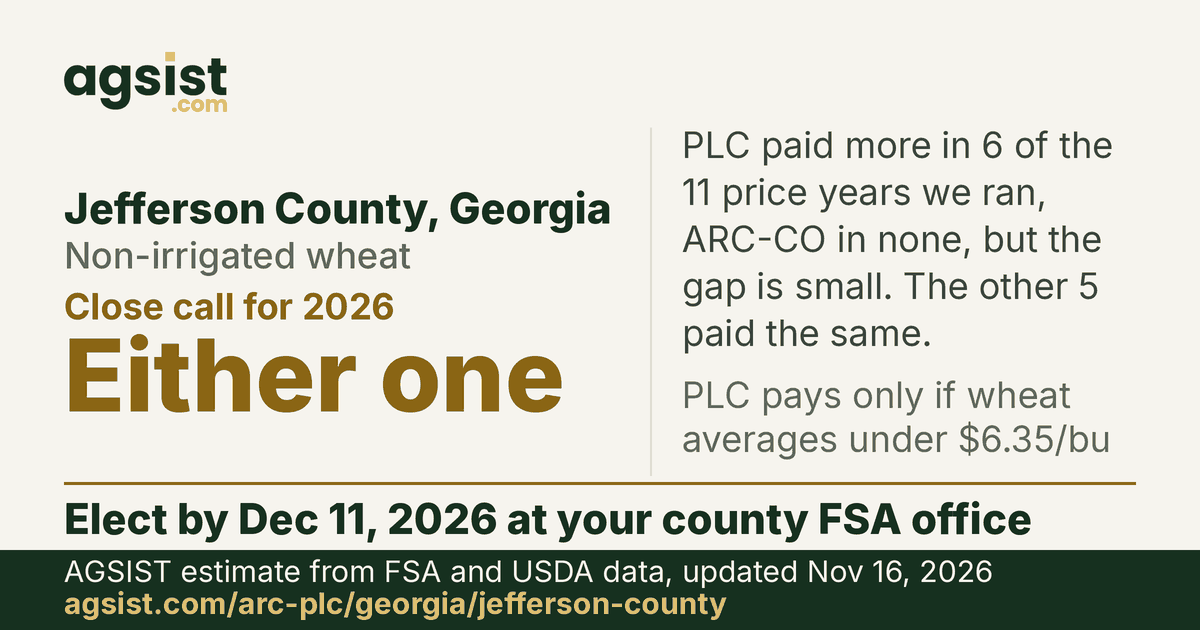 agsist
.com
Jefferson County, Georgia
Non-irrigated wheat
Close call for 2026
Either one
PLC paid more in 6 of the
11 price years we ran,
ARC-CO in none, but the
gap is small. The other 5
paid the same.
PLC pays only if wheat
averages under $6.35/bu
Elect by Dec 11, 2026 at your county FSA office
AGSIST estimate from FSA and USDA data, updated Nov 16, 2026
agsist.com/arc-plc/georgia/jefferson-county